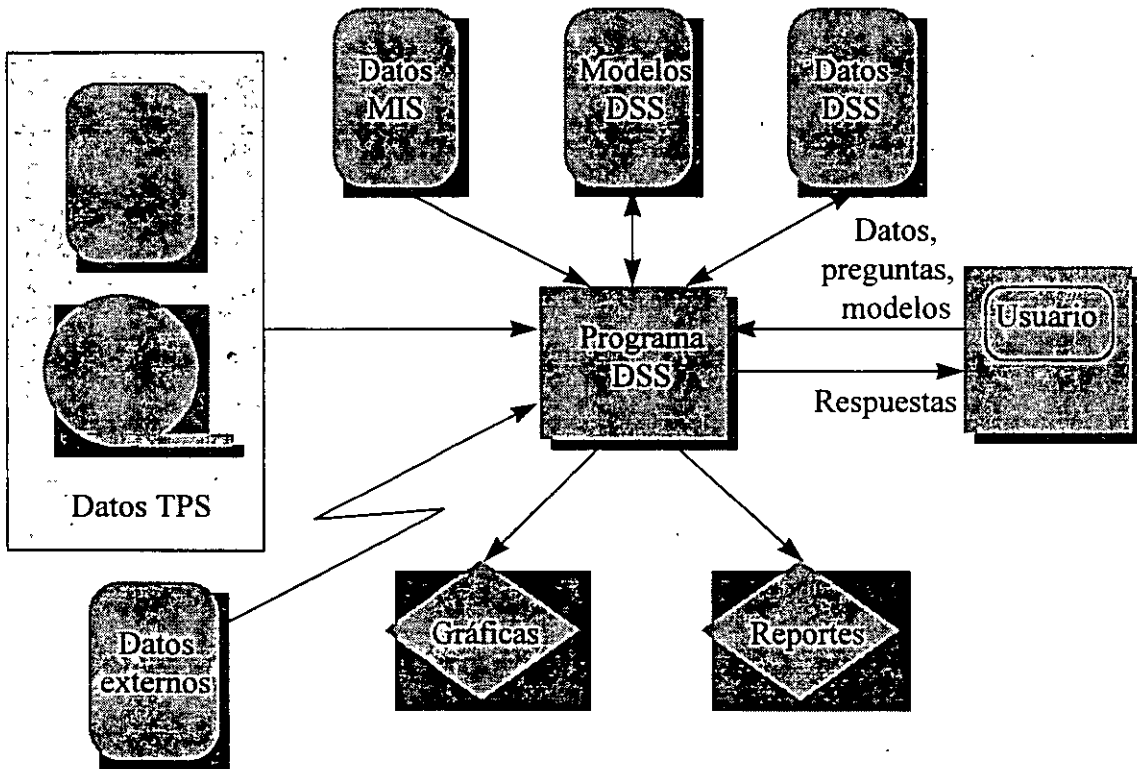 Datos
MIS
Modelos
DSS
Datos
DSS
Datos,
preguntas,
modelos
Usuario
Programa
DSS
Respuestas
Datos TPS
Datos
externos
Gráficas
Reportes